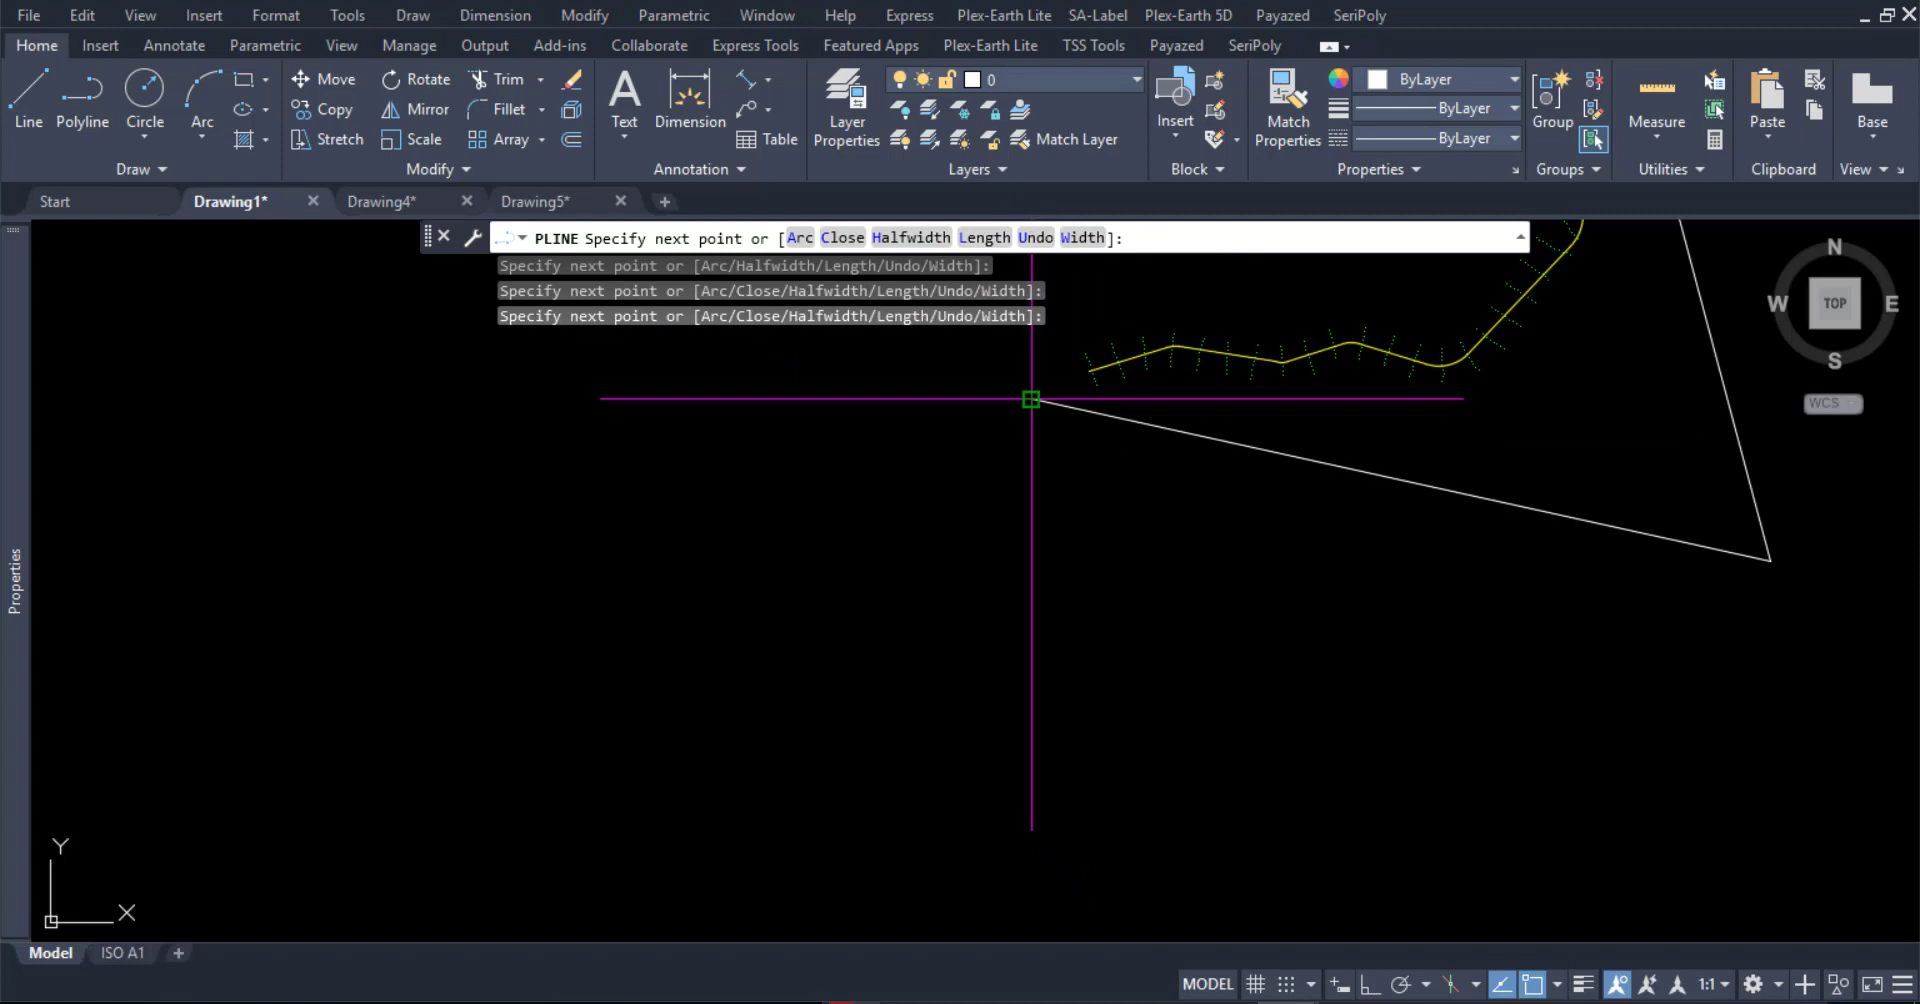 File Edit View Insert Format Tools Draw Dimension Modify Parametric Window Help Express Plex-Earth Lite SA-Label Plex-Earth 5D Payazed SeriPoly
Home Insert Annotate Parametric View Manage Output Add-ins Collaborate Express Tools Featured Apps Plex-Earth Lite TSS Tools Payazed SeriPoly
Line Polyline Circle Arc
Draw
Move Rotate Trim
Copy Mirror Fillet
Stretch Scale Array
Modify
Text Dimension Table
Annotation
Layer Properties
0
Match Layer
Layers
Insert
Block
Match Properties
ByLayer
ByLayer
ByLayer
Properties
Group
Groups
Measure
Utilities
Paste
Clipboard
Base
View
Start Drawing1* Drawing4* Drawing5*
PLINE Specify next point or [Arc Close Halfwidth Length Undo Width]:
Specify next point or [Arc/Halfwidth/Length/Undo/Width]:
Specify next point or [Arc/Close/Halfwidth/Length/Undo/Width]:
Specify next point or [Arc/Close/Halfwidth/Length/Undo/Width]:
N
W TOP E
S
WCS
Properties
Y
X
Model ISO A1
MODEL 1:1